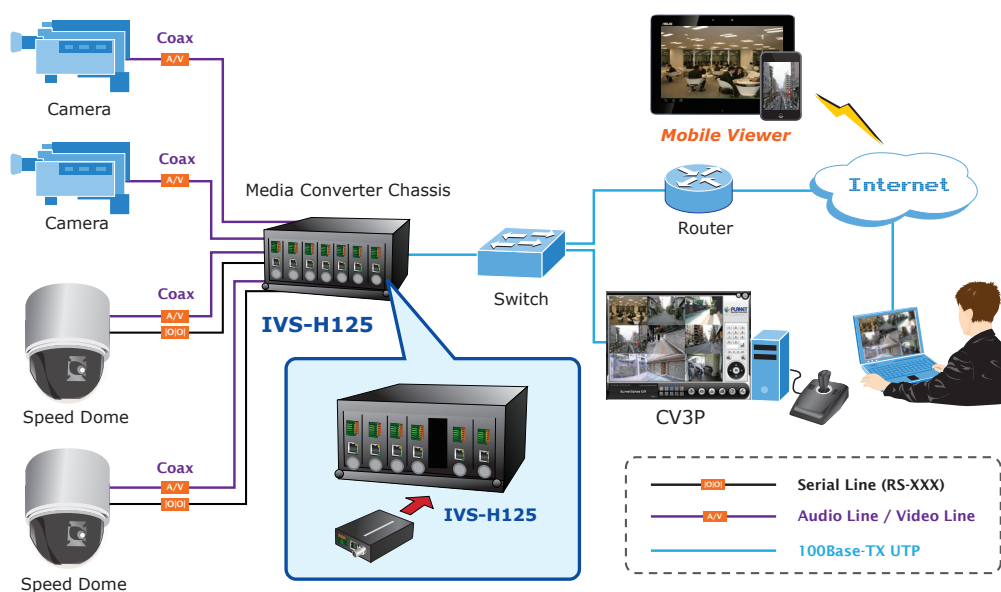 Coax
A/V
Camera
Coax
A/V
Camera
Media Converter Chassis
Coax
A/V
|O|O|
Speed Dome
IVS-H125
Coax
A/V
|O|O|
Speed Dome
IVS-H125
Switch
Router
Mobile Viewer
Internet
PLANET
CV3P
|O|O|
Serial Line (RS-XXX)
A/V
Audio Line / Video Line
100Base-TX UTP